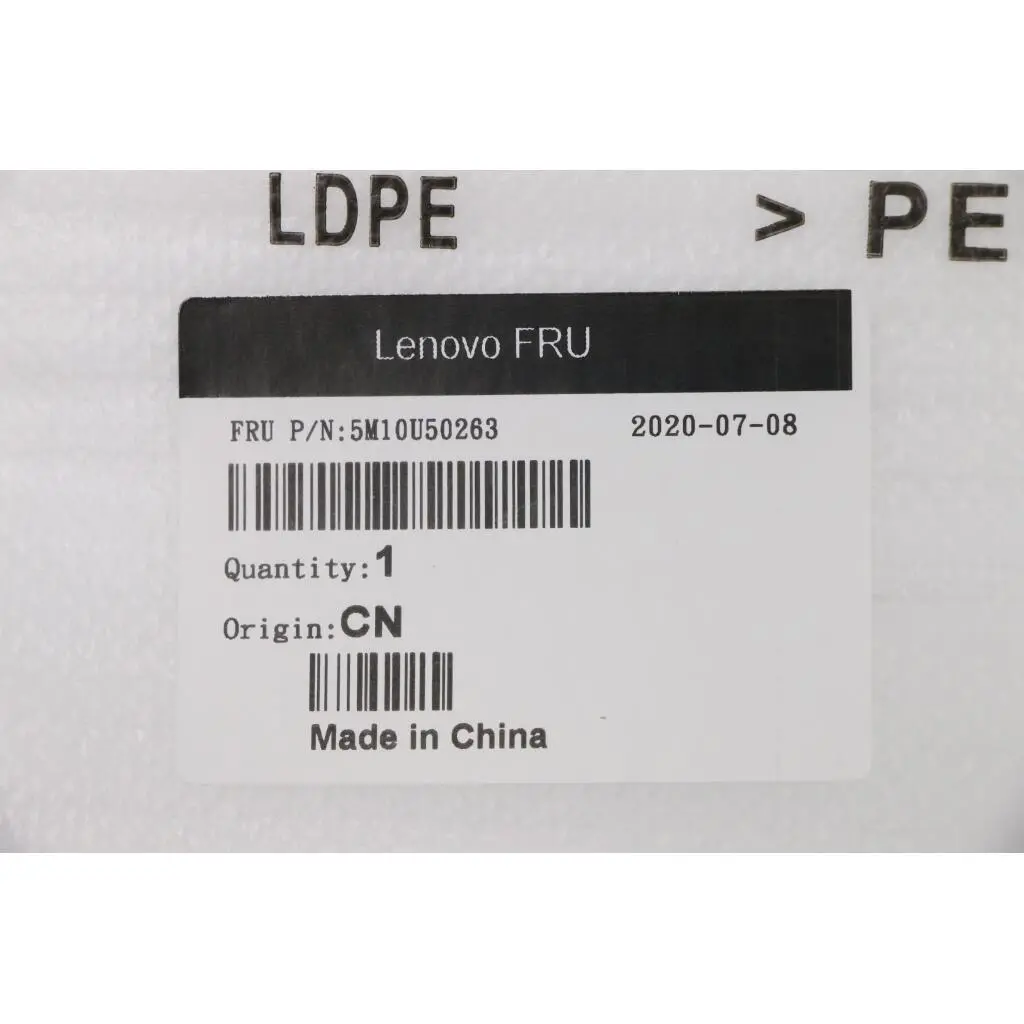 LDPE > PE
Lenovo FRU
FRU P/N:5M10U50263 2020-07-08
Quantity:1
Origin:CN
Made in China